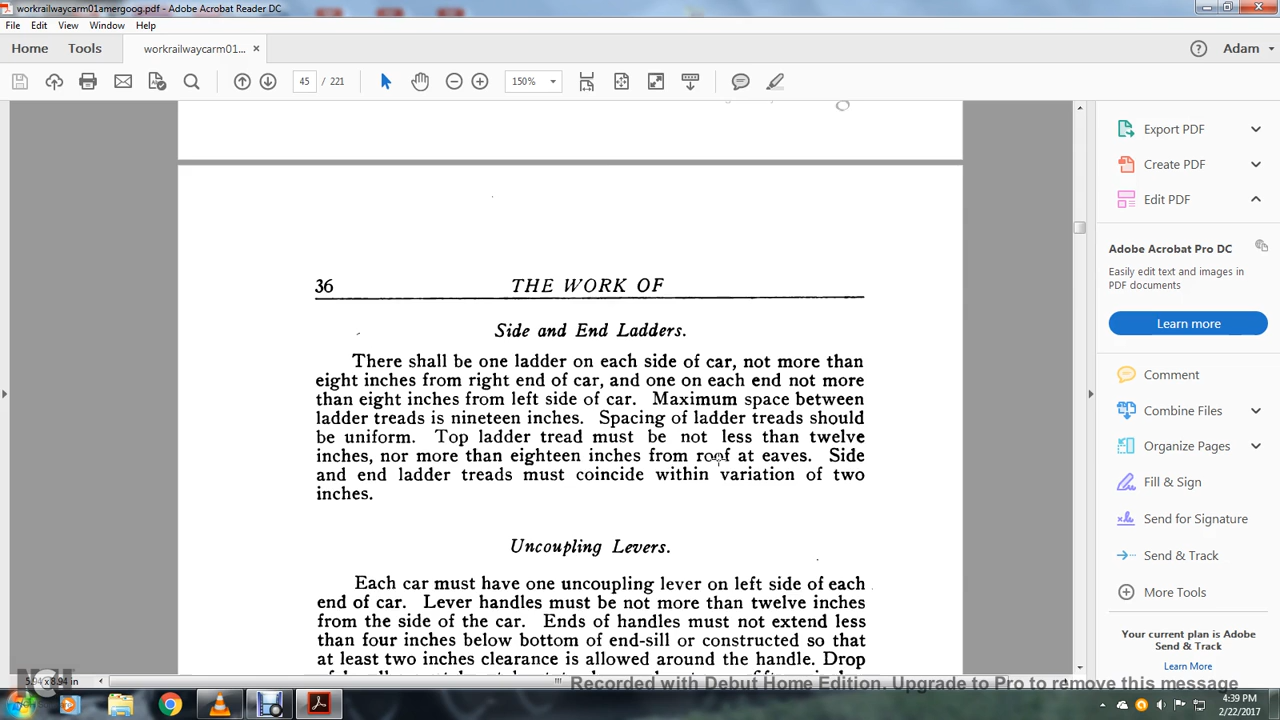 workrailwaycarm01amergoog.pdf - Adobe Acrobat Reader DC
File Edit View Window Help
Home Tools workrailwaycarm01... × Adam
45 / 221 150%
36 THE WORK OF
Side and End Ladders.
There shall be one ladder on each side of car, not more than
eight inches from right end of car, and one on each end not more
than eight inches from left side of car. Maximum space between
ladder treads is nineteen inches. Spacing of ladder treads should
be uniform. Top ladder tread must be not less than twelve
inches, nor more than eighteen inches from roof at eaves. Side
and end ladder treads must coincide within variation of two
inches.
Uncoupling Levers.
Each car must have one uncoupling lever on left side of each
end of car. Lever handles must be not more than twelve inches
from the side of the car. Ends of handles must not extend less
than four inches below bottom of end-sill or constructed so that
at least two inches clearance is allowed around the handle. Drop
Export PDF
Create PDF
Edit PDF
Adobe Acrobat Pro DC
Easily edit text and images in
PDF documents
Learn more
Comment
Combine Files
Organize Pages
Fill & Sign
Send for Signature
Send & Track
More Tools
Your current plan is Adobe
Send & Track
Learn More
5.94 x 8.94 in
Recorded with Debut Home Edition. Upgrade to Pro to remove this message
4:39 PM
2/22/2017